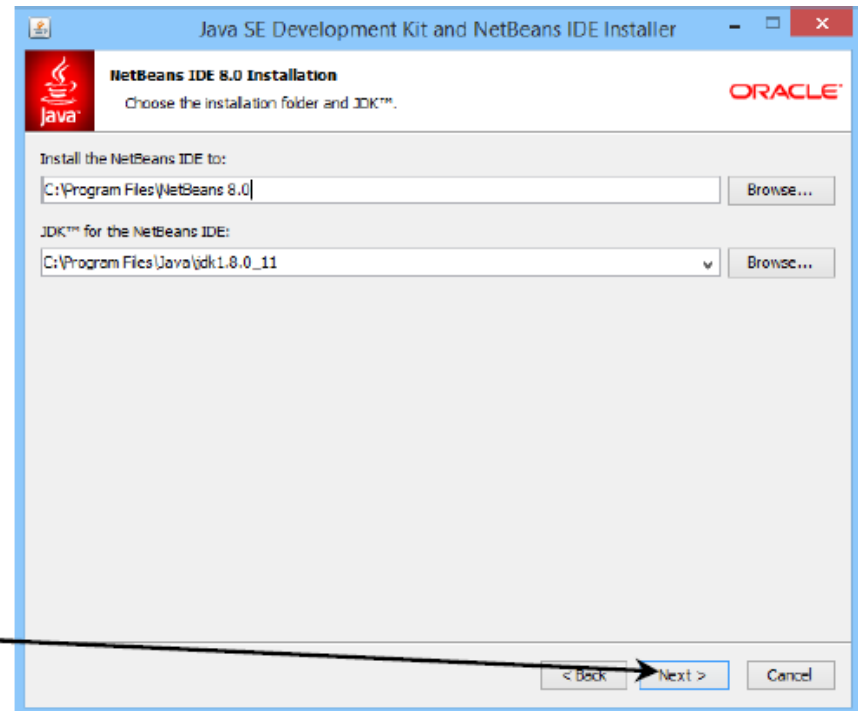 Java SE Development Kit and NetBeans IDE Installer
NetBeans IDE 8.0 Installation
Choose the installation folder and JDK™.
Java™
ORACLE®
Install the NetBeans IDE to:
C:\Program Files\NetBeans 8.0 Browse...
JDK™ for the NetBeans IDE:
C:\Program Files\Java\jdk1.8.0_11 Browse...
< Back Next > Cancel